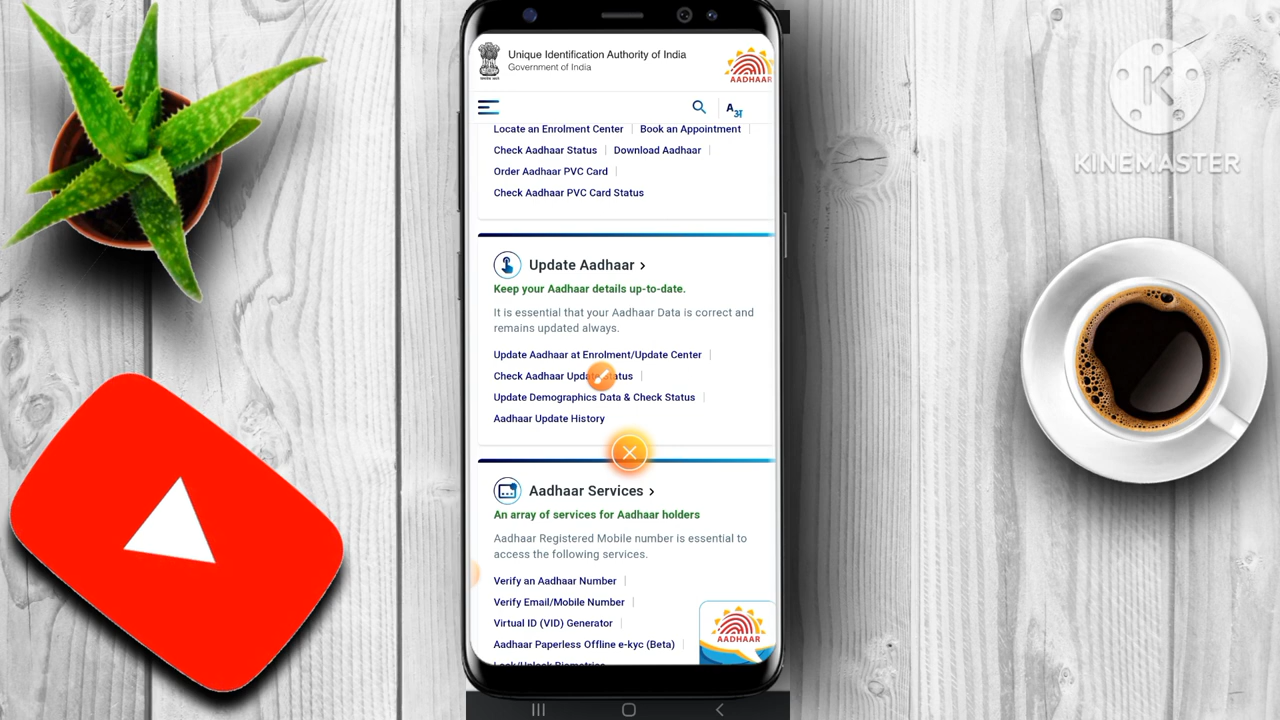 Unique Identification Authority of India
Government of India
AADHAAR
A अ
Locate an Enrolment Center | Book an Appointment |
Check Aadhaar Status | Download Aadhaar |
Order Aadhaar PVC Card |
Check Aadhaar PVC Card Status
KINEMASTER
Update Aadhaar >
Keep your Aadhaar details up-to-date.
It is essential that your Aadhaar Data is correct and
remains updated always.
Update Aadhaar at Enrolment/Update Center |
Check Aadhaar Update Status |
Update Demographics Data & Check Status |
Aadhaar Update History
Aadhaar Services >
An array of services for Aadhaar holders
Aadhaar Registered Mobile number is essential to
access the following services.
Verify an Aadhaar Number |
Verify Email/Mobile Number |
Virtual ID (VID) Generator |
AADHAAR
Aadhaar Paperless Offline e-kyc (Beta) |
Lock/Unlock Biometrics